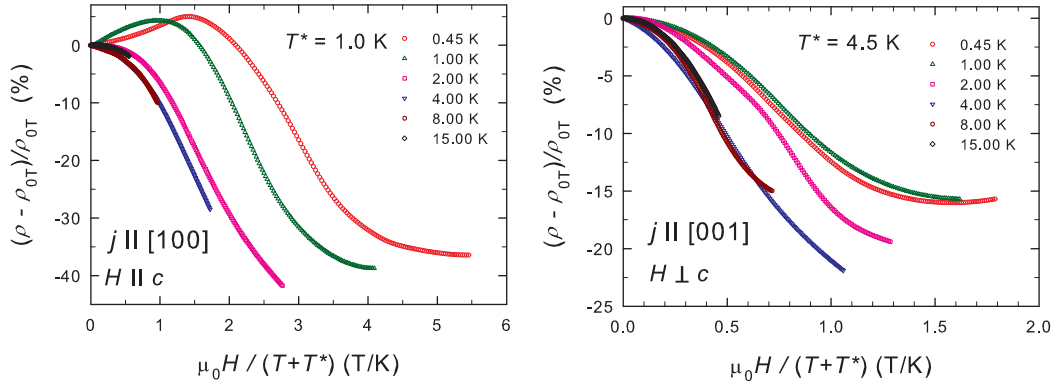 T* = 1.0 K
0.45 K
1.00 K
2.00 K
4.00 K
8.00 K
15.00 K
j || [100]
H || c
(ρ - ρ0T)/ρ0T (%)
0
-10
-20
-30
-40
0 1 2 3 4 5 6
μ0H / (T+T*) (T/K)
T* = 4.5 K
0.45 K
1.00 K
2.00 K
4.00 K
8.00 K
15.00 K
j || [001]
H ⊥ c
(ρ - ρ0T)/ρ0T (%)
0
-5
-10
-15
-20
-25
0.0 0.5 1.0 1.5 2.0
μ0H / (T+T*) (T/K)